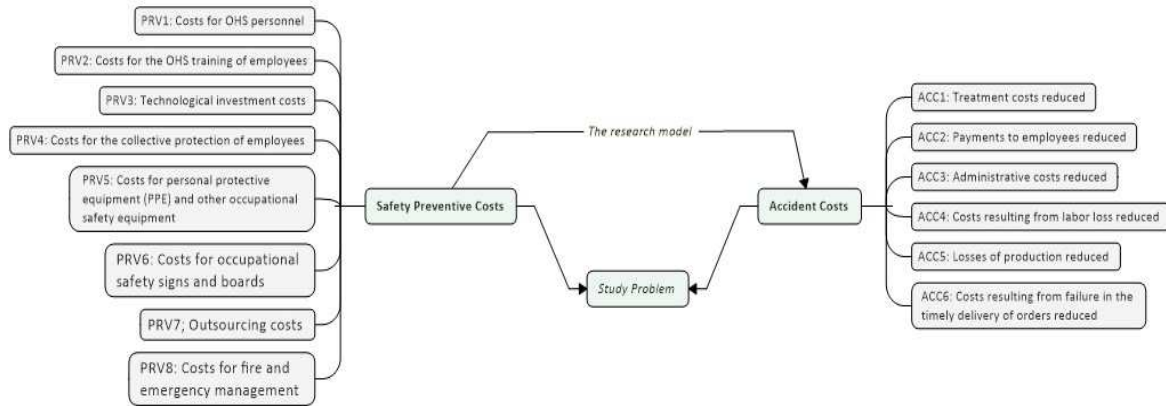 PRV1: Costs for OHS personnel
PRV2: Costs for the OHS training of employees
PRV3: Technological investment costs
PRV4: Costs for the collective protection of employees
PRV5: Costs for personal protective
equipment (PPE) and other occupational
safety equipment
PRV6: Costs for occupational
safety signs and boards
PRV7; Outsourcing costs
PRV8: Costs for fire and
emergency management
Safety Preventive Costs
The research model
Study Problem
Accident Costs
ACC1: Treatment costs reduced
ACC2: Payments to employees reduced
ACC3: Administrative costs reduced
ACC4: Costs resulting from labor loss reduced
ACC5: Losses of production reduced
ACC6: Costs resulting from failure in the
timely delivery of orders reduced